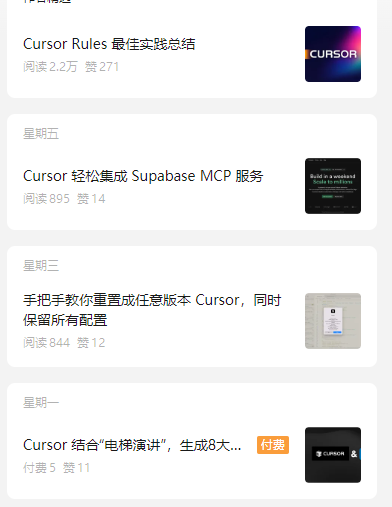 Cursor Rules 最佳实践总结
阅读 2.2万 赞 271
CURSOR
星期五
Cursor 轻松集成 Supabase MCP 服务
阅读 895 赞 14
Build in a weekend
Scale to millions
星期三
手把手教你重置成任意版本 Cursor，同时
保留所有配置
阅读 844 赞 12
星期一
Cursor 结合“电梯演讲”，生成8大... 付费
付费 5 赞 11
CURSOR &